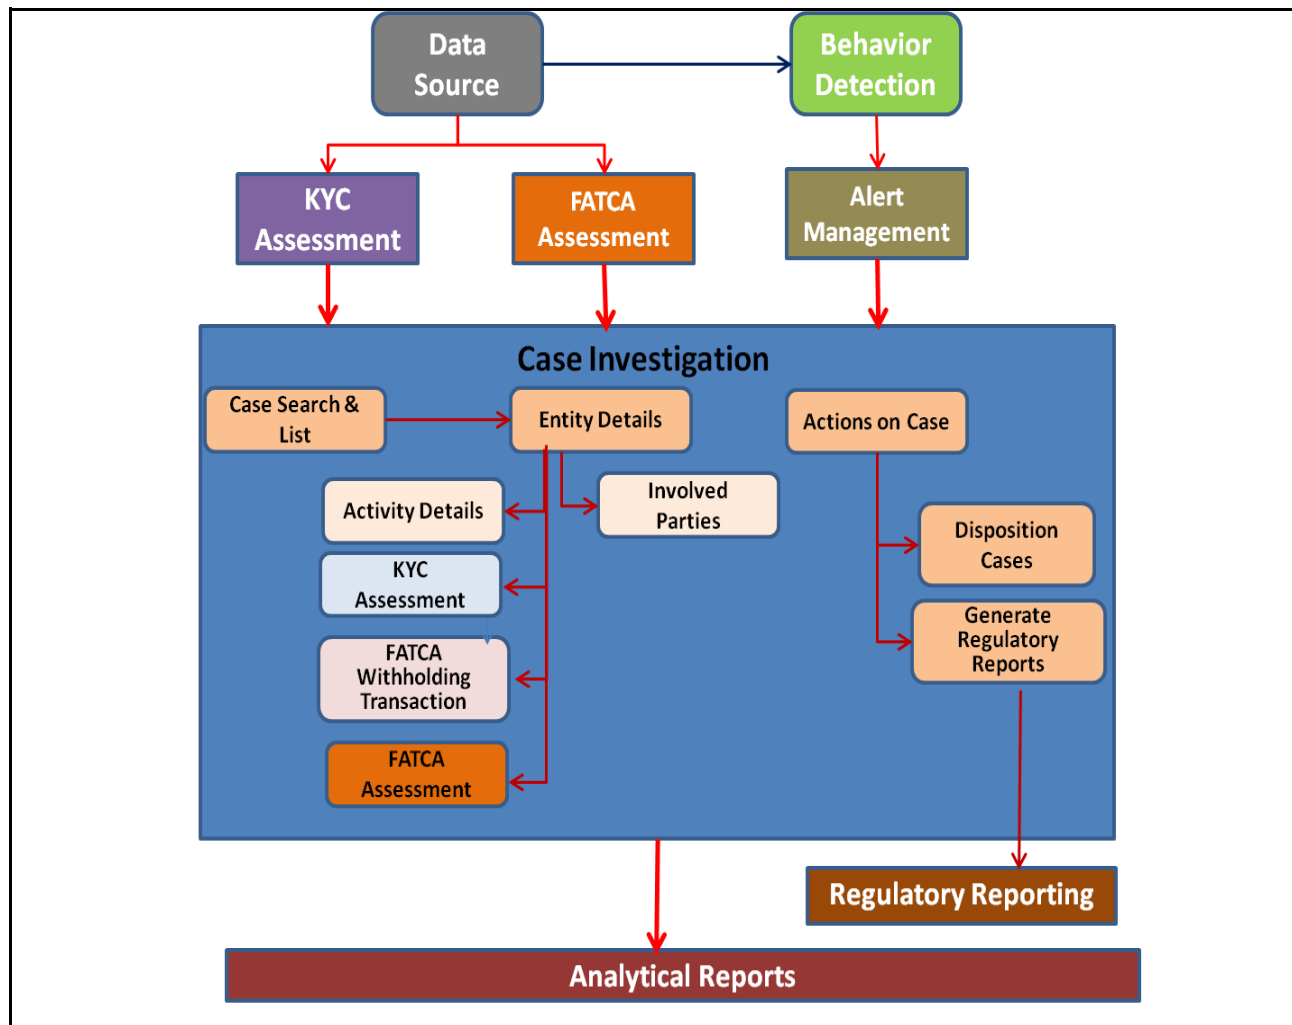 Data
Source
Behavior
Detection
KYC
Assessment
FATCA
Assessment
Alert
Management
Case Investigation
Case Search &
List
Entity Details
Actions on Case
Activity Details
Involved
Parties
Disposition
Cases
KYC
Assessment
Generate
Regulatory
Reports
FATCA
Withholding
Transaction
FATCA
Assessment
Regulatory Reporting
Analytical Reports